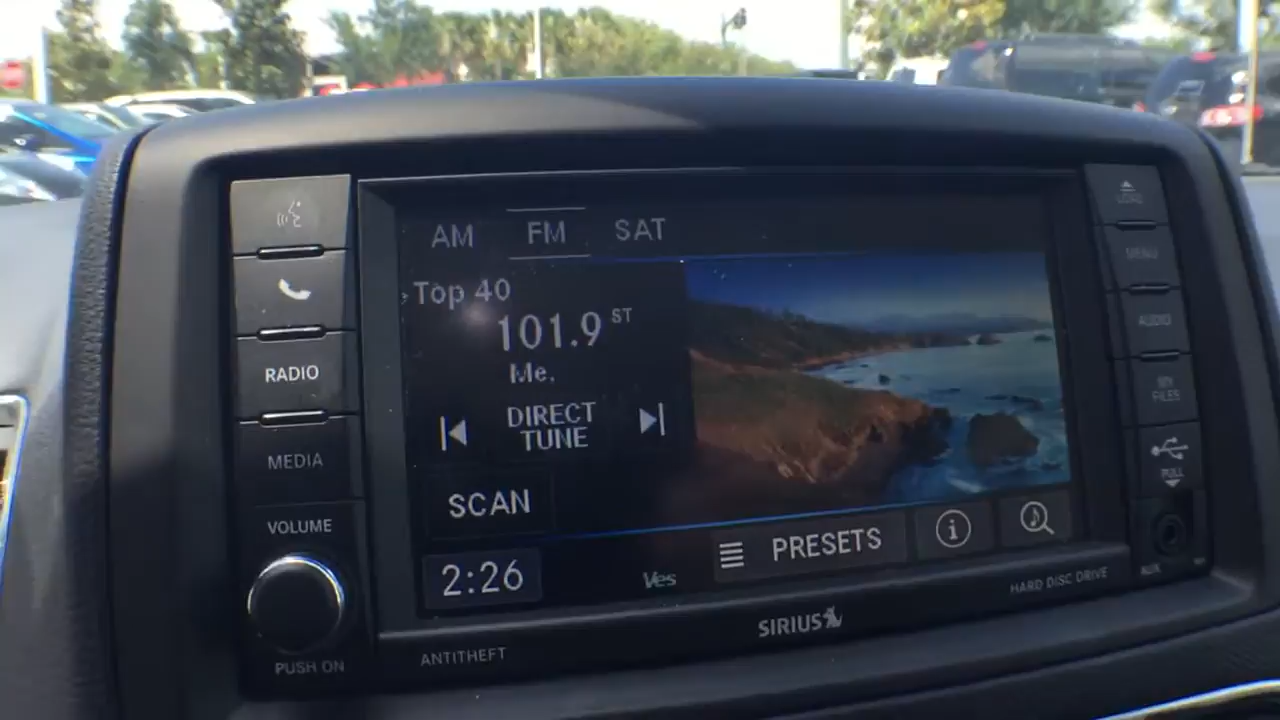 AM FM SAT
Top 40
101.9 ST
Me.
DIRECT
TUNE
SCAN
2:26
Ves
PRESETS
i
RADIO
MEDIA
VOLUME
PUSH ON
ANTITHEFT
SIRIUS
HARD DISC DRIVE
LOAD
MENU
AUDIO
MY
FILES
PULL
AUX